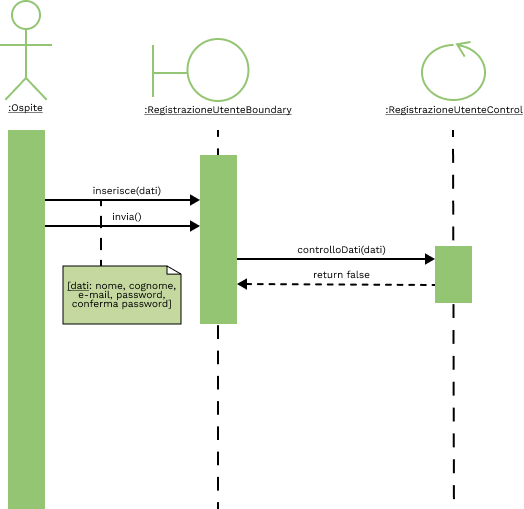 :Ospite
:RegistrazioneUtenteBoundary
:RegistrazioneUtenteControl
inserisce(dati)
invia()
controlloDati(dati)
return false
[dati: nome, cognome,
e-mail, password,
conferma password]